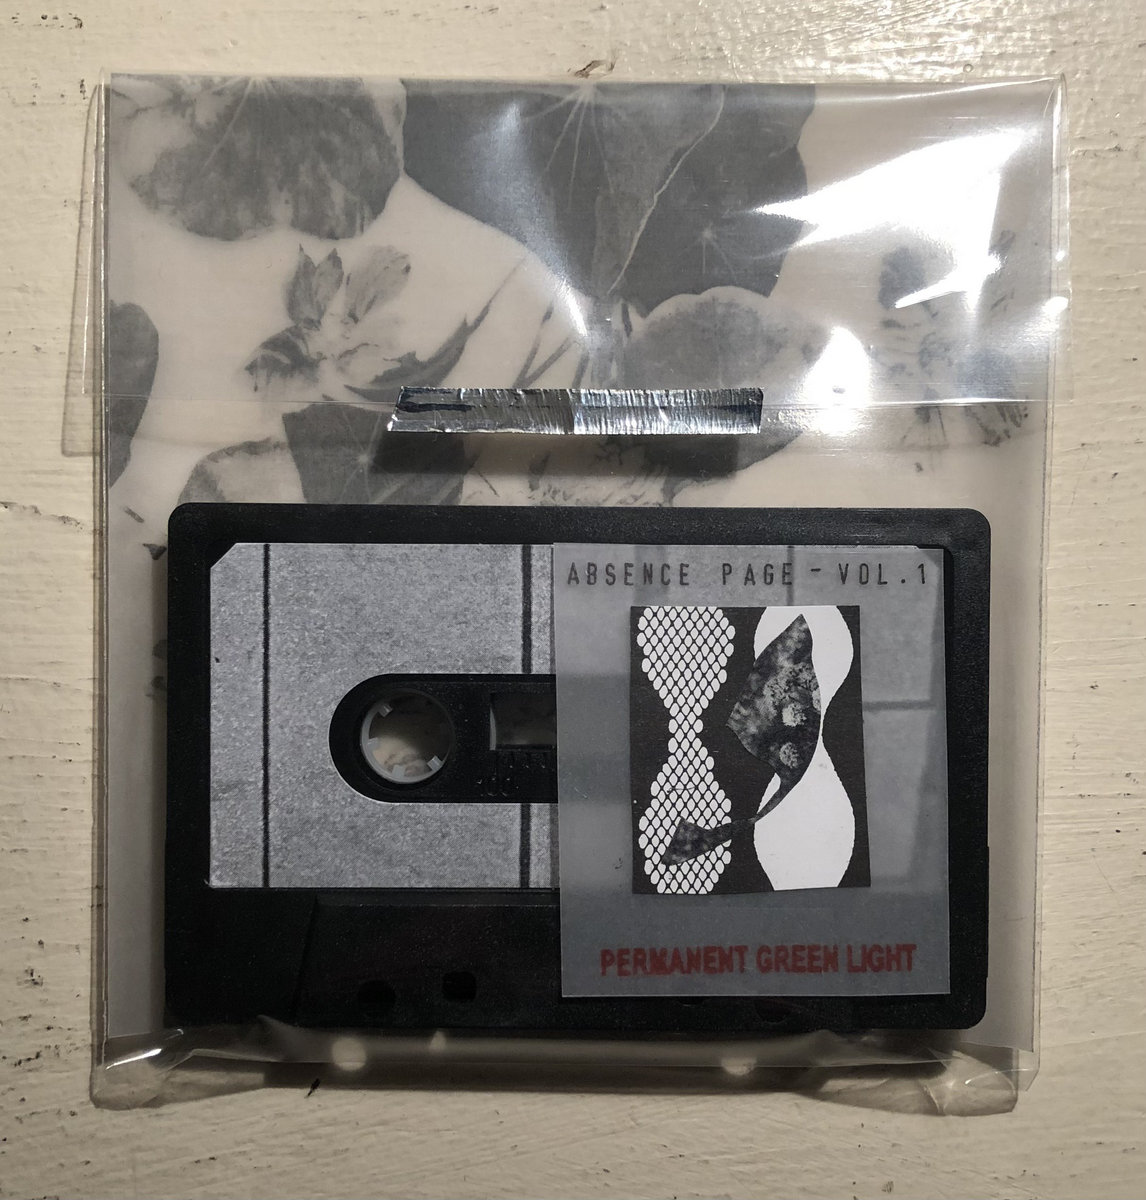 ABSENCE PAGE - VOL.1
PERMANENT GREEN LIGHT